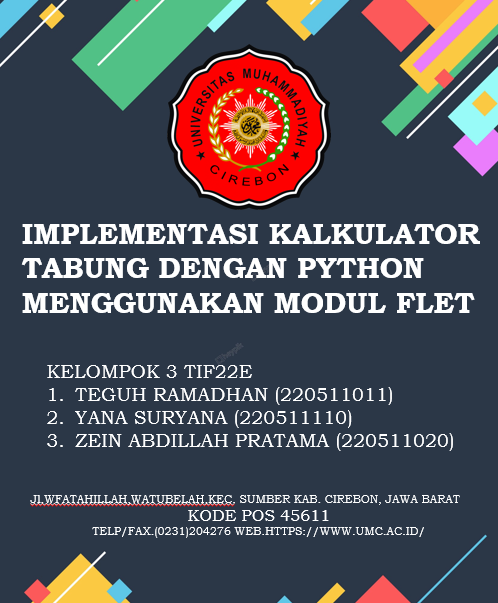 UNIVERSITAS MUHAMMADIYAH
CIREBON
IMPLEMENTASI KALKULATOR
TABUNG DENGAN PYTHON
MENGGUNAKAN MODUL FLET
KELOMPOK 3 TIF22E
1. TEGUH RAMADHAN (220511011)
2. YANA SURYANA (220511110)
3. ZEIN ABDILLAH PRATAMA (220511020)
Jl.WFATAHILLAH,WATUBELAH,KEC. SUMBER KAB. CIREBON, JAWA BARAT
KODE POS 45611
TELP/FAX.(0231)204276 WEB.HTTPS://WWW.UMC.AC.ID/